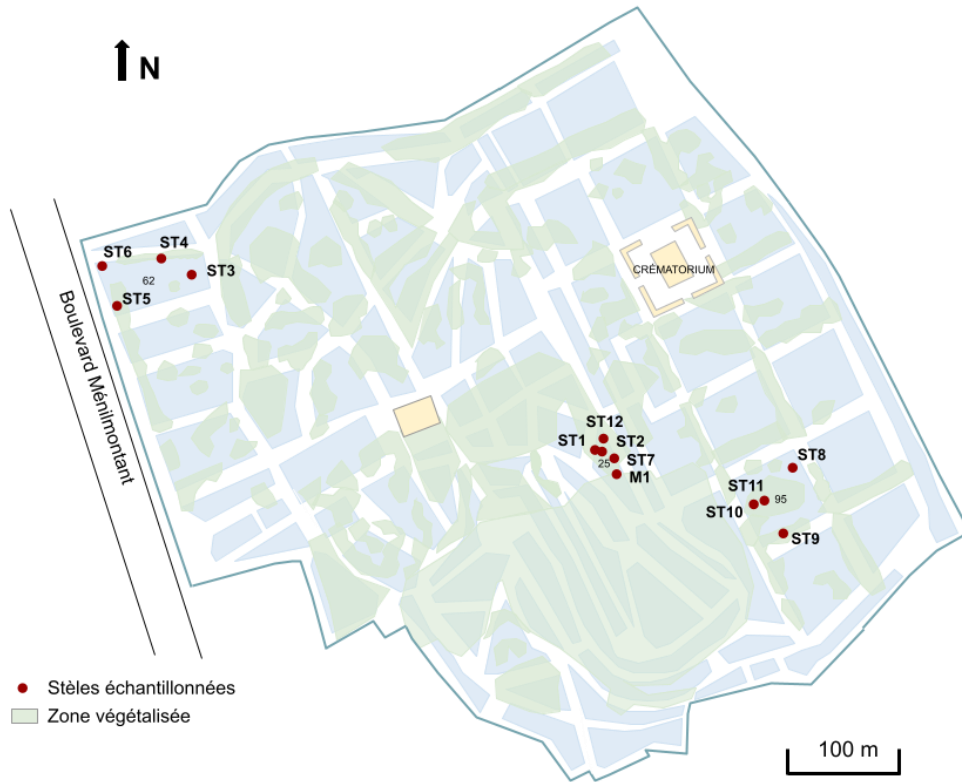 N
ST6
ST4
ST3
62
ST5
Boulevard Ménilmontant
CRÉMATORIUM
ST12
ST1
ST2
25
ST7
M1
ST8
ST11
95
ST10
ST9
Stèles échantillonnées
Zone végétalisée
100 m